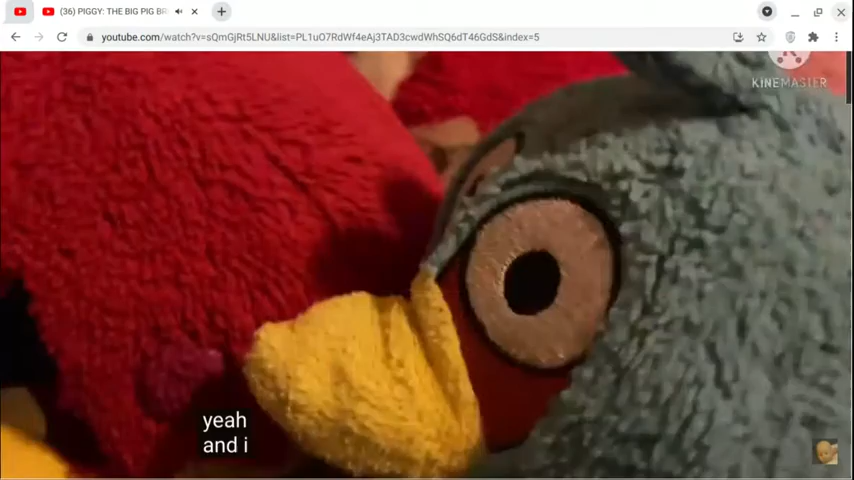 (36) PIGGY: THE BIG PIG BR
youtube.com/watch?v=sQmGjRt5LNU&list=PL1uO7RdWf4eAj3TAD3cwdWhSQ6dT46GdS&index=5
KINEMASTER
yeah
and i